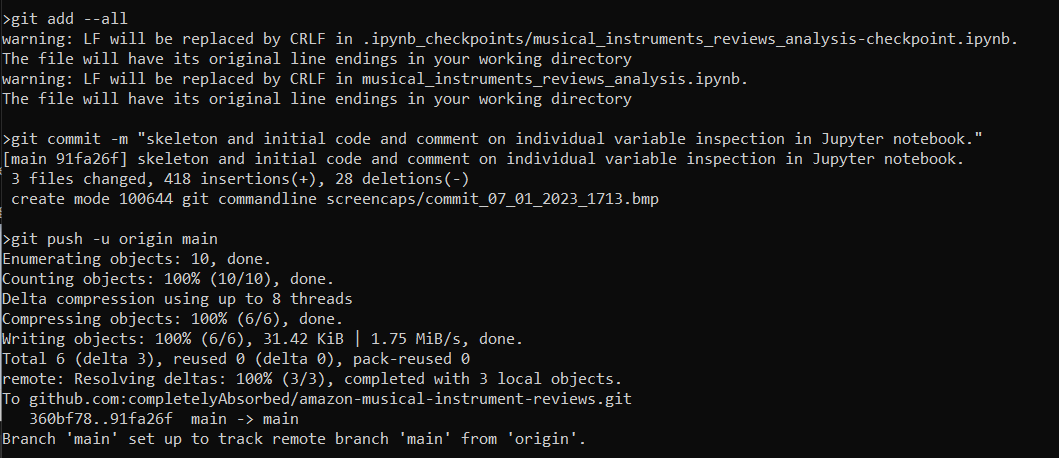 >git add --all
warning: LF will be replaced by CRLF in .ipynb_checkpoints/musical_instruments_reviews_analysis-checkpoint.ipynb.
The file will have its original line endings in your working directory
warning: LF will be replaced by CRLF in musical_instruments_reviews_analysis.ipynb.
The file will have its original line endings in your working directory
>git commit -m "skeleton and initial code and comment on individual variable inspection in Jupyter notebook."
[main 91fa26f] skeleton and initial code and comment on individual variable inspection in Jupyter notebook.
 3 files changed, 418 insertions(+), 28 deletions(-)
 create mode 100644 git commandline screencaps/commit_07_01_2023_1713.bmp
>git push -u origin main
Enumerating objects: 10, done.
Counting objects: 100% (10/10), done.
Delta compression using up to 8 threads
Compressing objects: 100% (6/6), done.
Writing objects: 100% (6/6), 31.42 KiB | 1.75 MiB/s, done.
Total 6 (delta 3), reused 0 (delta 0), pack-reused 0
remote: Resolving deltas: 100% (3/3), completed with 3 local objects.
To github.com:completelyAbsorbed/amazon-musical-instrument-reviews.git
   360bf78..91fa26f  main -> main
Branch 'main' set up to track remote branch 'main' from 'origin'.